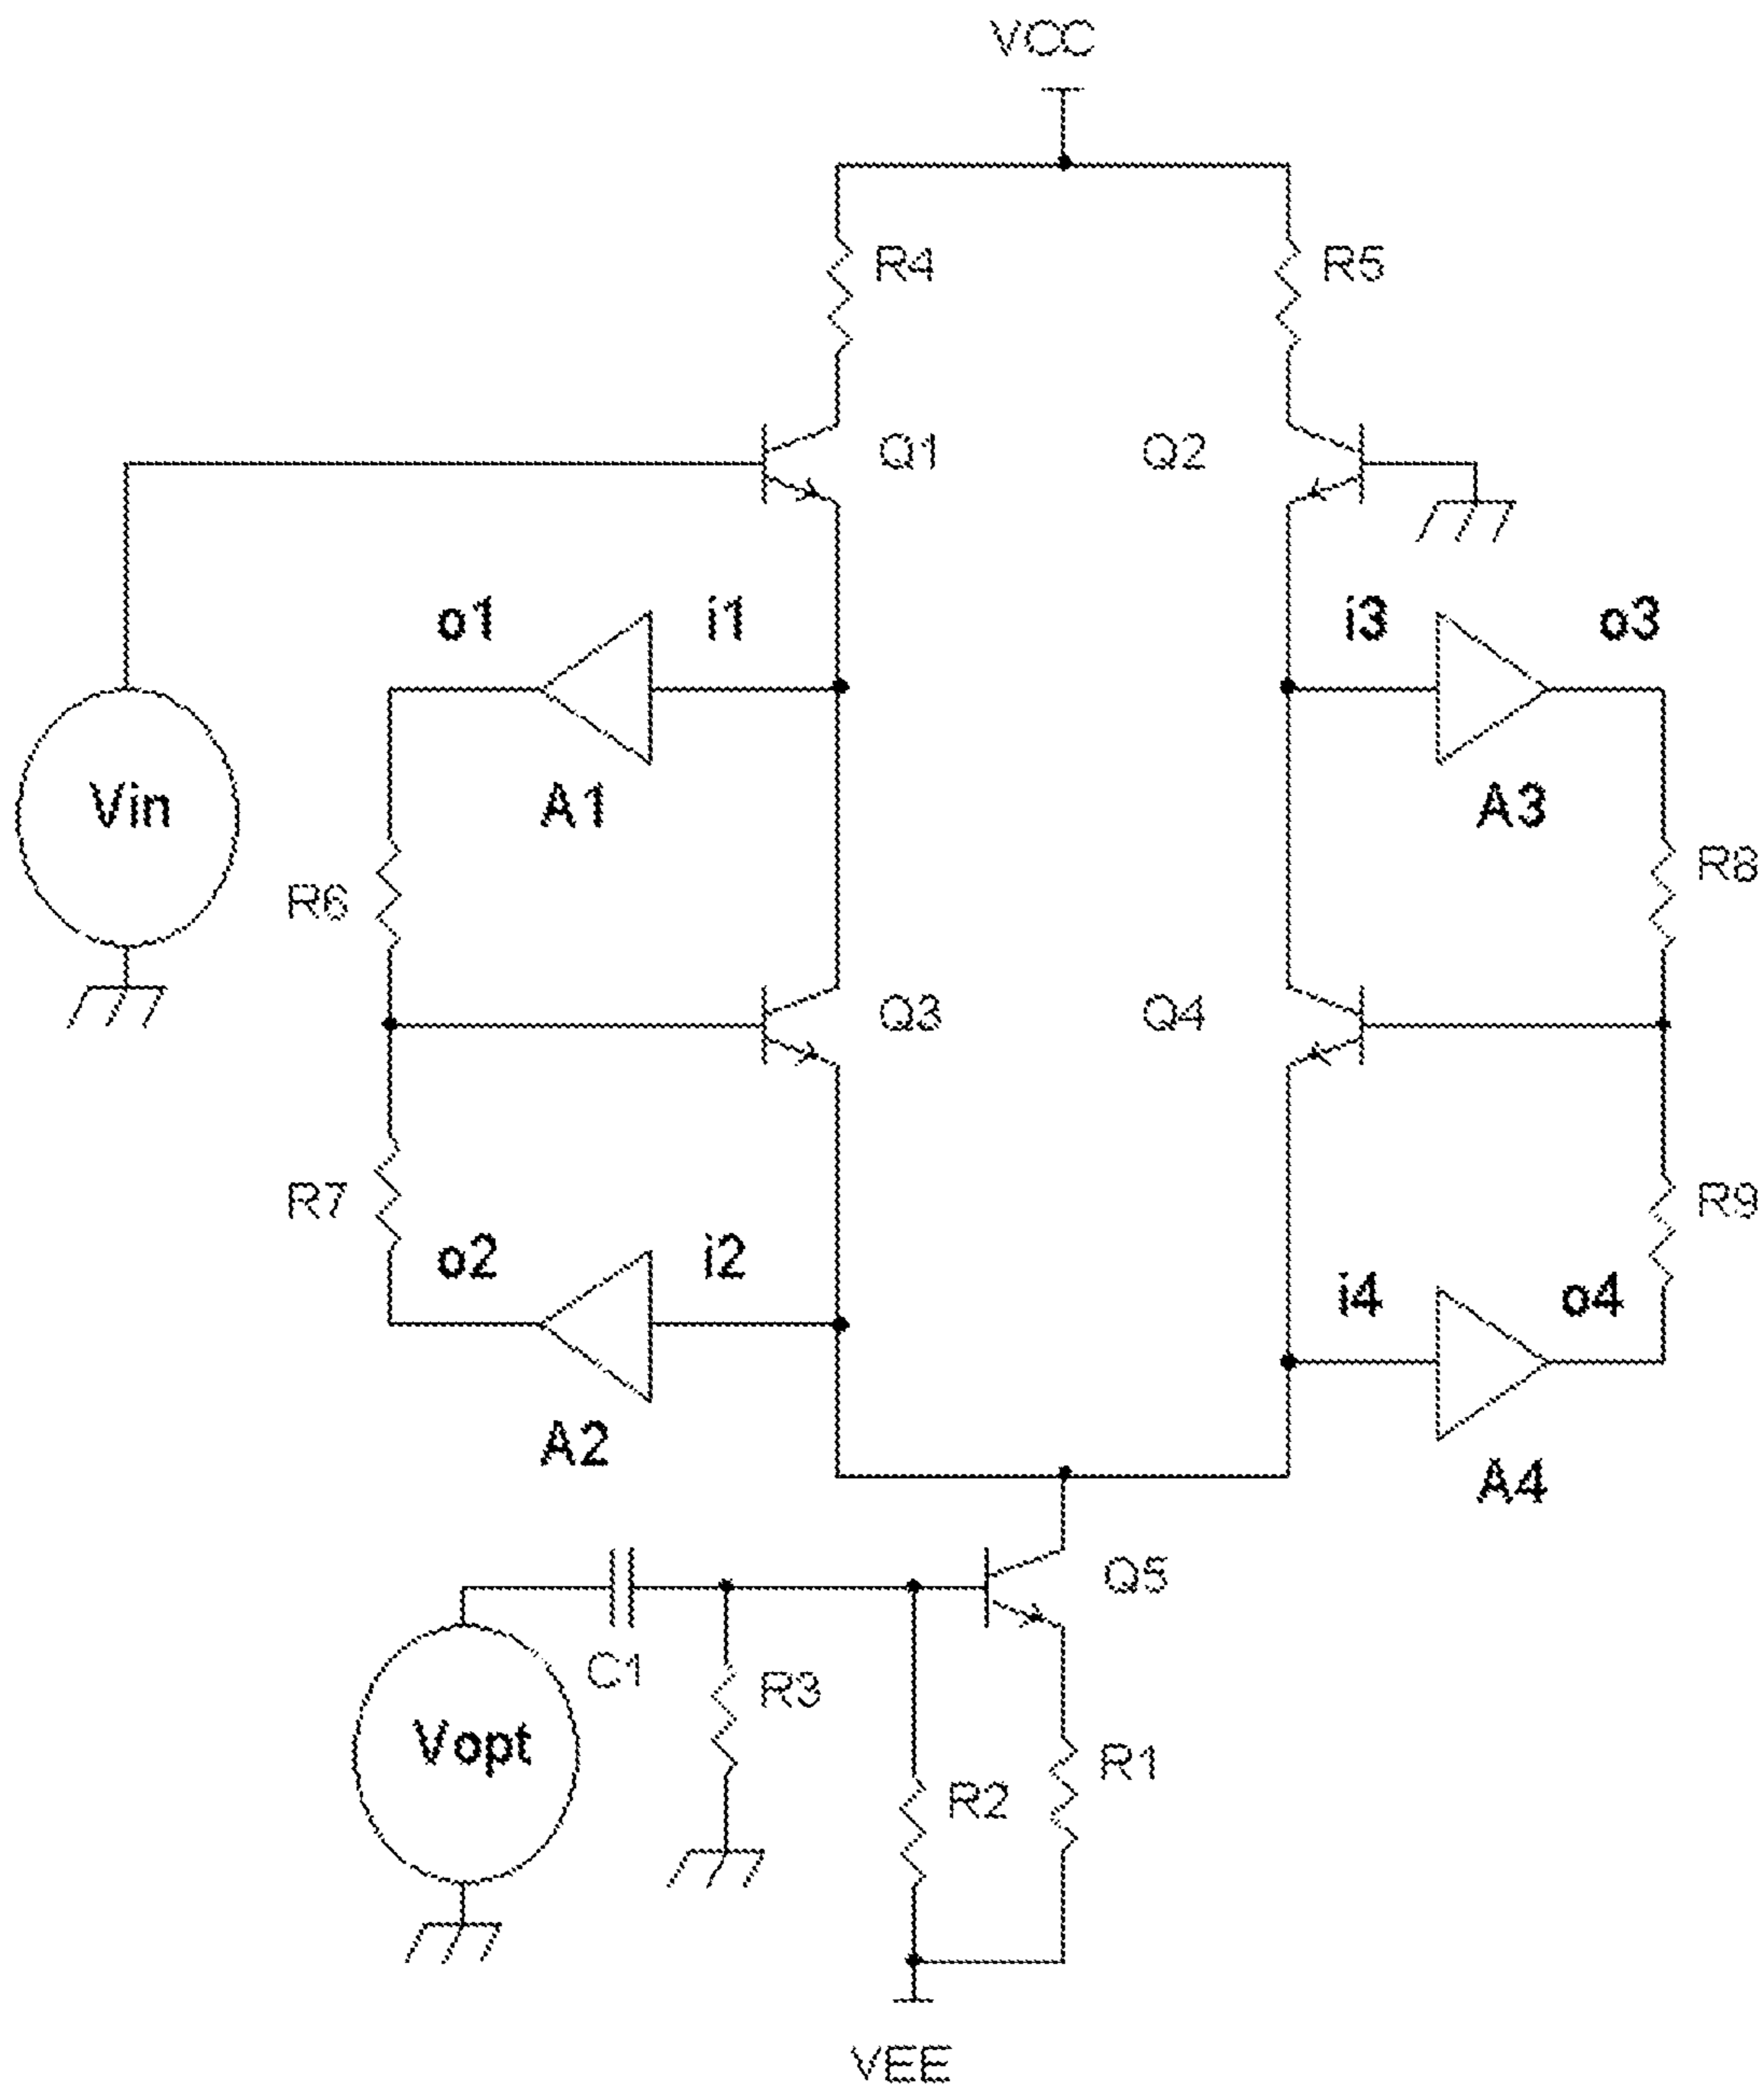 VCC
R4
R5
Q1
Q2
o1
i1
i3
o3
Vin
A1
A3
R6
R8
Q3
Q4
R7
R9
o2
i2
i4
o4
A2
A4
Q5
C1
R3
Vopt
R1
R2
VEE